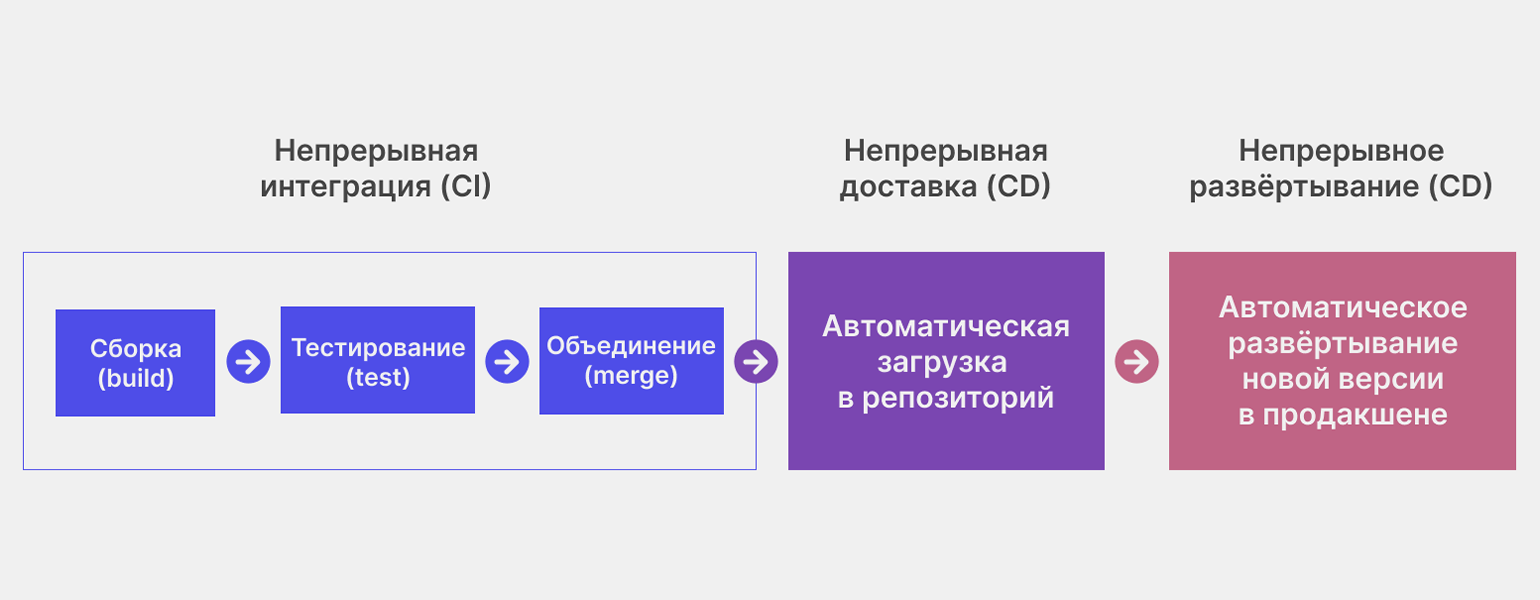 Непрерывная
интеграция (CI)
Непрерывная
доставка (CD)
Непрерывное
развёртывание (CD)
Сборка
(build)
Тестирование
(test)
Объединение
(merge)
Автоматическая
загрузка
в репозиторий
Автоматическое
развёртывание
новой версии
в продакшене